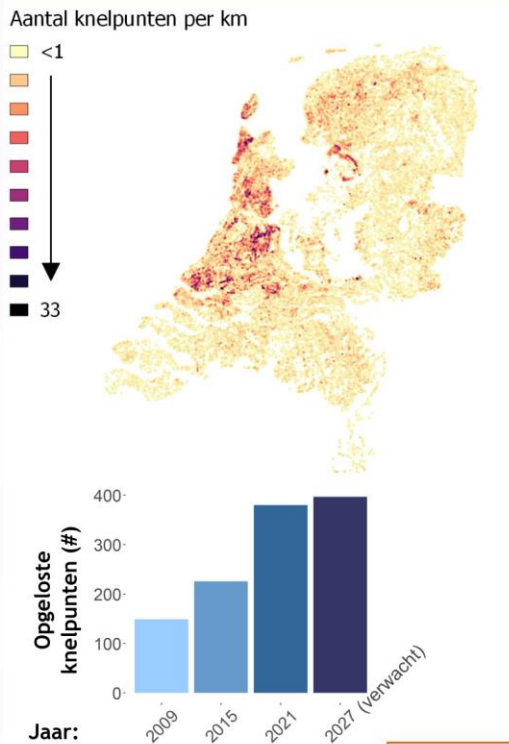 Aantal knelpunten per km
<1
33
Opgeloste
knelpunten (#)
400
300
200
100
0
Jaar:
2009
2015
2021
2027 (verwacht)